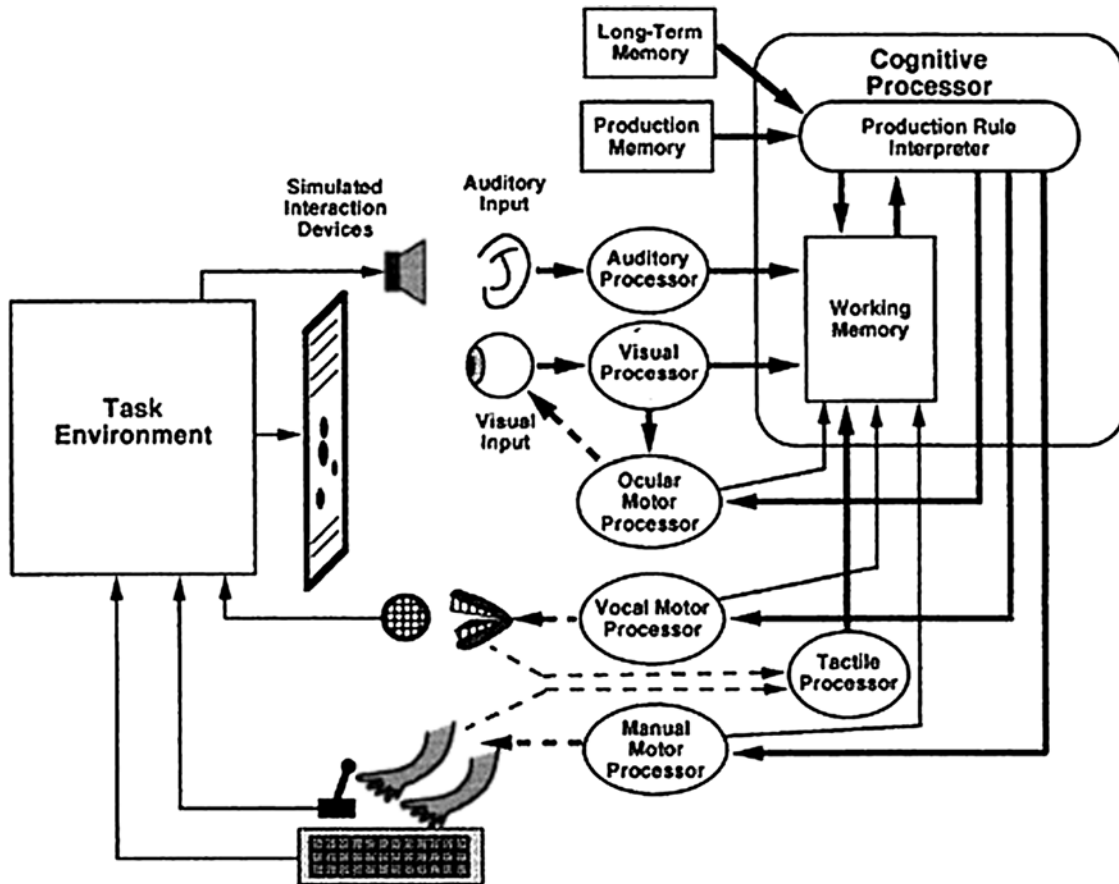 Long-Term
Memory
Cognitive
Processor
Production
Memory
Production Rule
Interpreter
Simulated
Interaction
Devices
Auditory
Input
Auditory
Processor
Working
Memory
Visual
Processor
Task
Environment
Visual
Input
Ocular
Motor
Processor
Vocal Motor
Processor
Tactile
Processor
Manual
Motor
Processor